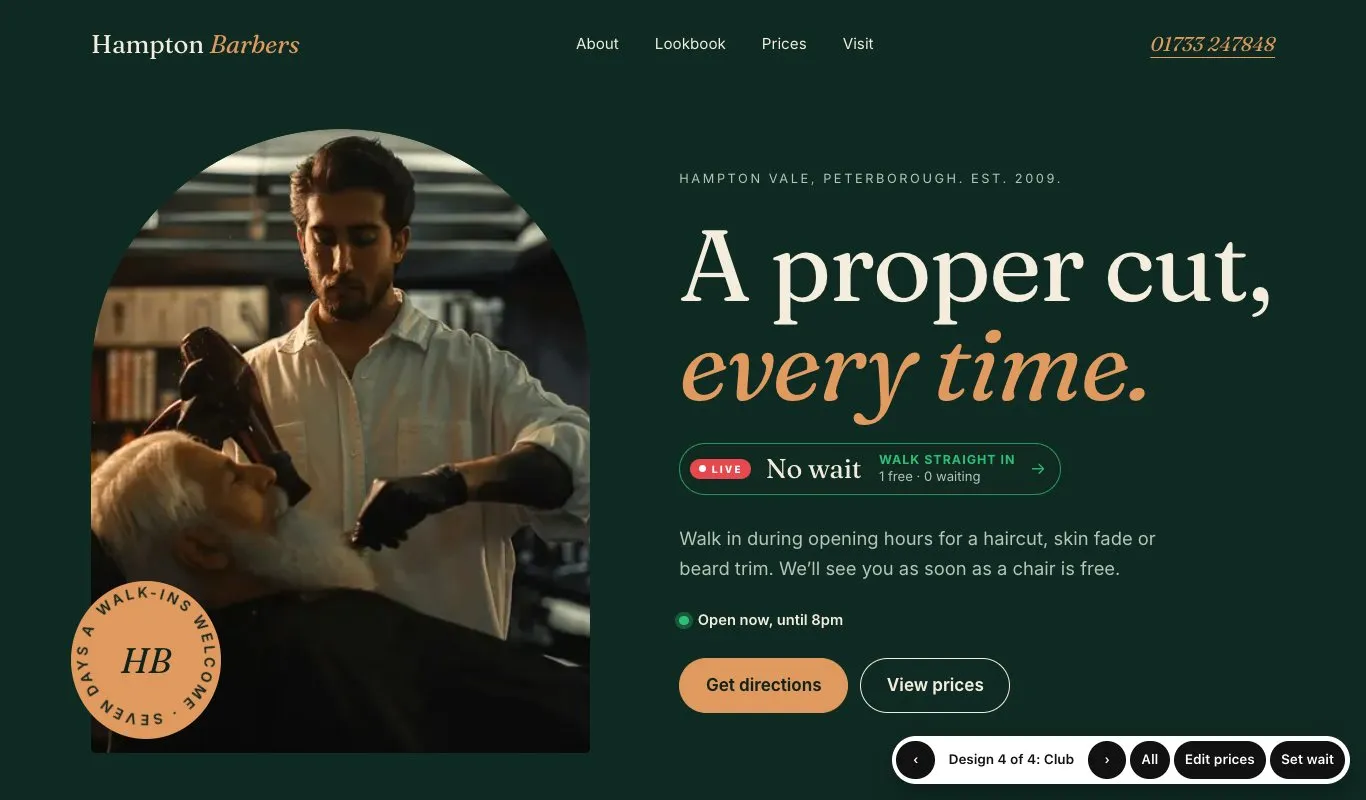 Hampton Barbers
About
Lookbook
Prices
Visit
01733 247848
HAMPTON VALE, PETERBOROUGH. EST. 2009.
A proper cut,
every time.
LIVE
No wait
WALK STRAIGHT IN
1 free · 0 waiting
→
Walk in during opening hours for a haircut, skin fade or
beard trim. We’ll see you as soon as a chair is free.
Open now, until 8pm
Get directions
View prices
WALK-INS WELCOME · SEVEN DAYS A
HB
‹
Design 4 of 4: Club
›
All
Edit prices
Set wait